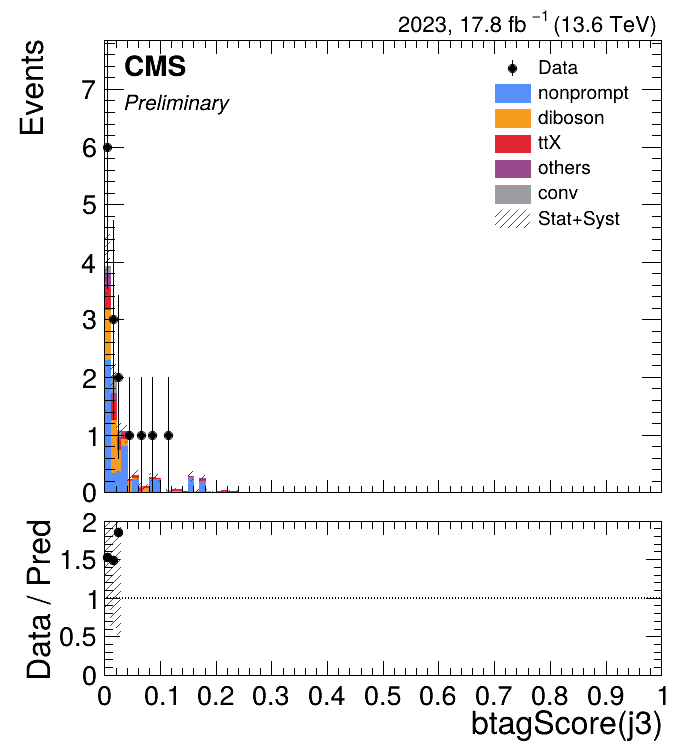 2023, 17.8 fb⁻¹ (13.6 TeV)
CMS
Preliminary
Events
Data
nonprompt
diboson
ttX
others
conv
Stat+Syst
7
6
5
4
3
2
1
0
Data / Pred
2
1.5
1
0.5
0
0 0.1 0.2 0.3 0.4 0.5 0.6 0.7 0.8 0.9 1
btagScore(j3)